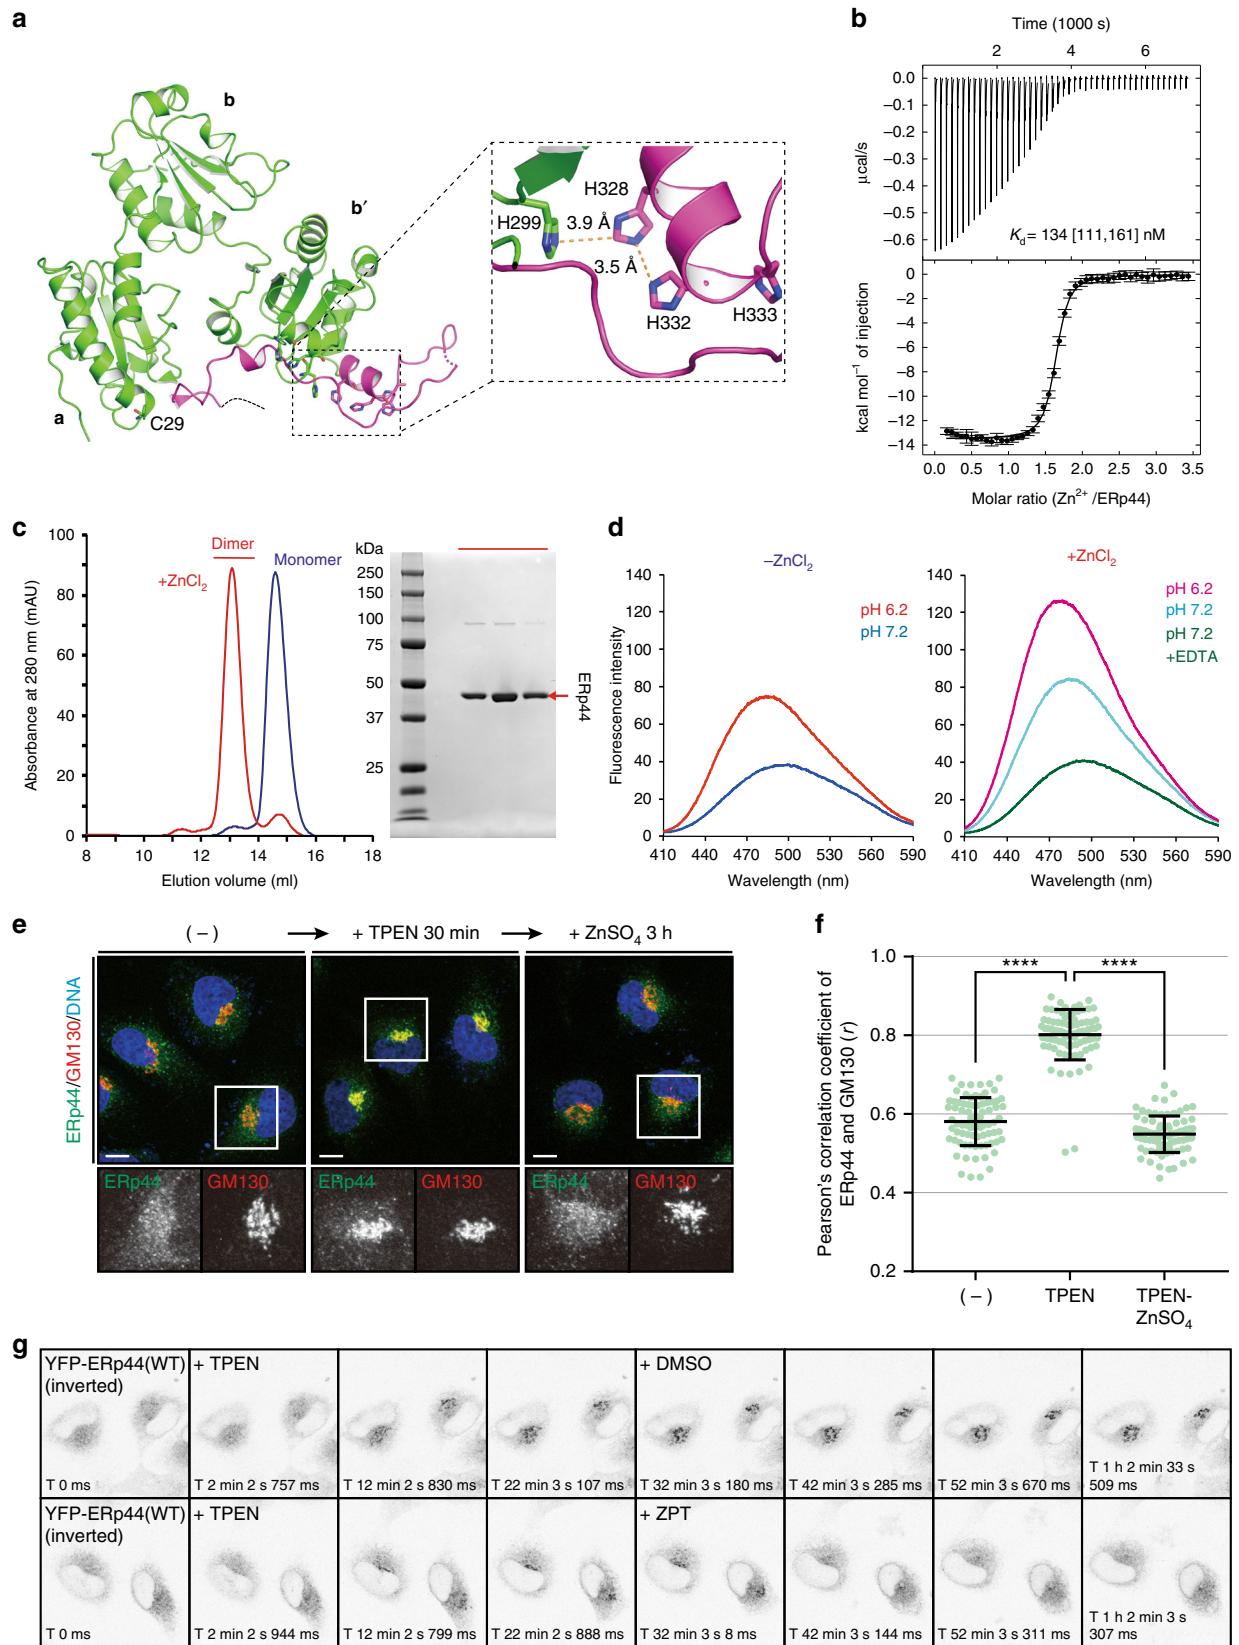 a
b
b′
a
C29
H328
H299
3.9 Å
3.5 Å
H332
H333
b
Time (1000 s)
2 4 6
0.0
−0.1
−0.2
−0.3
−0.4
−0.5
−0.6
μcal/s
Kd = 134 [111,161] nM
0
−2
−4
−6
−8
−10
−12
−14
kcal mol−1 of injection
0.0 0.5 1.0 1.5 2.0 2.5 3.0 3.5
Molar ratio (Zn2+ /ERp44)
c
100
80
60
40
20
0
Absorbance at 280 nm (mAU)
Dimer
+ZnCl2
Monomer
8 10 12 14 16 18
Elution volume (ml)
kDa
250
150
100
75
50
37
25
ERp44
d
−ZnCl2
140
120
100
80
60
40
20
0
Fluorescence intensity
pH 6.2
pH 7.2
410 440 470 500 530 560 590
Wavelength (nm)
+ZnCl2
140
120
100
80
60
40
20
0
pH 6.2
pH 7.2
pH 7.2
+EDTA
410 440 470 500 530 560 590
Wavelength (nm)
e
(−)
+ TPEN 30 min
+ ZnSO4 3 h
ERp44/GM130/DNA
ERp44 GM130 ERp44 GM130 ERp44 GM130
f
1.0
0.8
0.6
0.4
0.2
Pearson's correlation coefficient of
ERp44 and GM130 (r)
**** ****
(−) TPEN TPEN-
ZnSO4
g
YFP-ERp44(WT)
(inverted)
+ TPEN
+ DMSO
T 0 ms
T 2 min 2 s 757 ms
T 12 min 2 s 830 ms
T 22 min 3 s 107 ms
T 32 min 3 s 180 ms
T 42 min 3 s 285 ms
T 52 min 3 s 670 ms
T 1 h 2 min 33 s
509 ms
YFP-ERp44(WT)
(inverted)
+ TPEN
+ ZPT
T 0 ms
T 2 min 2 s 944 ms
T 12 min 2 s 799 ms
T 22 min 2 s 888 ms
T 32 min 3 s 8 ms
T 42 min 3 s 144 ms
T 52 min 3 s 311 ms
T 1 h 2 min 3 s
307 ms